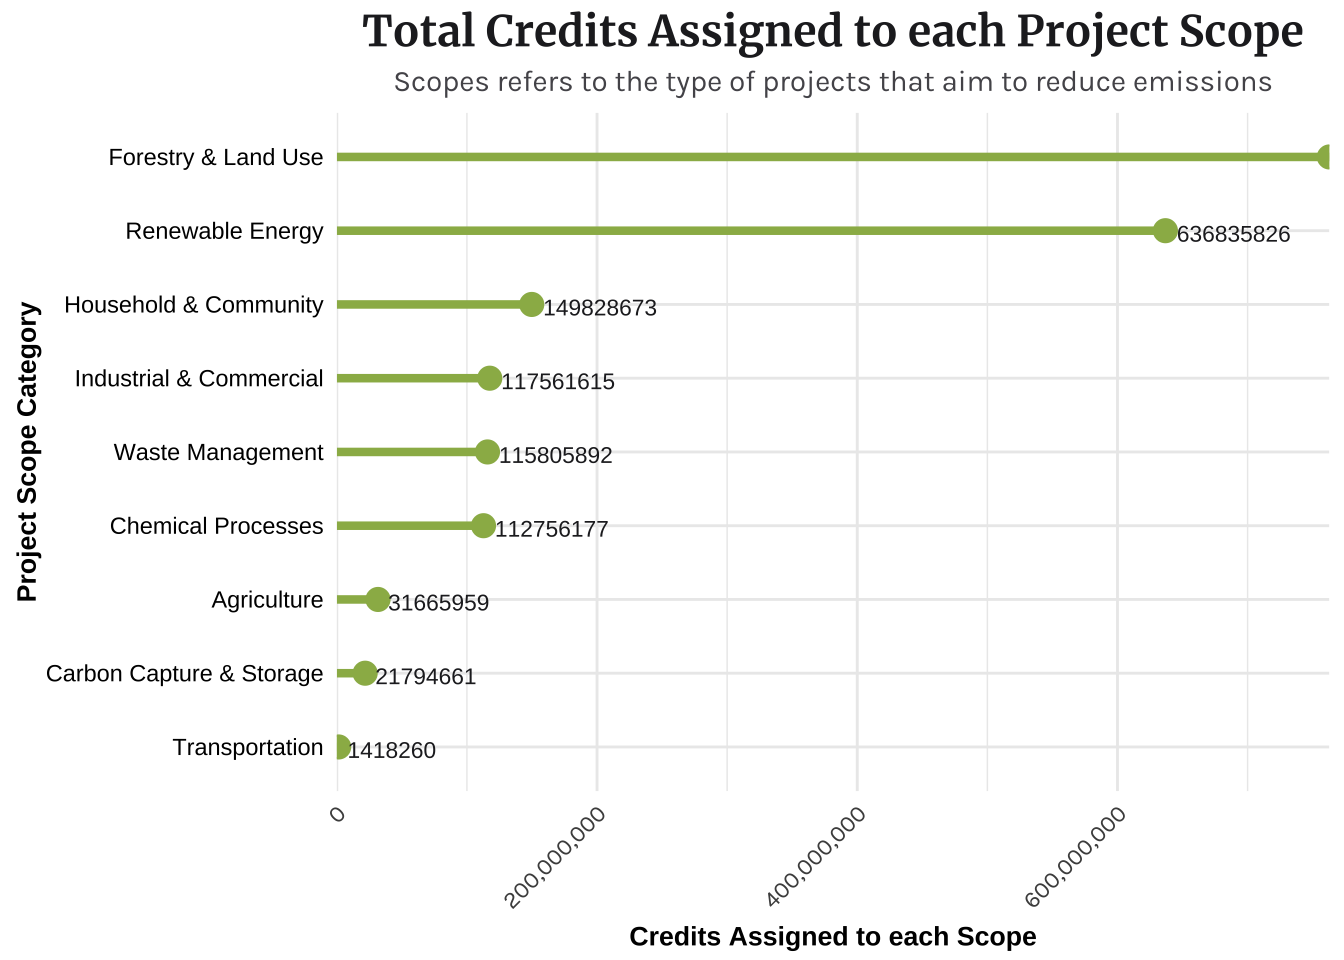 Total Credits Assigned to each Project Scope
Scopes refers to the type of projects that aim to reduce emissions
Project Scope Category
Forestry & Land Use
Renewable Energy 636835826
Household & Community 149828673
Industrial & Commercial 117561615
Waste Management 115805892
Chemical Processes 112756177
Agriculture 31665959
Carbon Capture & Storage 21794661
Transportation 1418260
0 200,000,000 400,000,000 600,000,000
Credits Assigned to each Scope